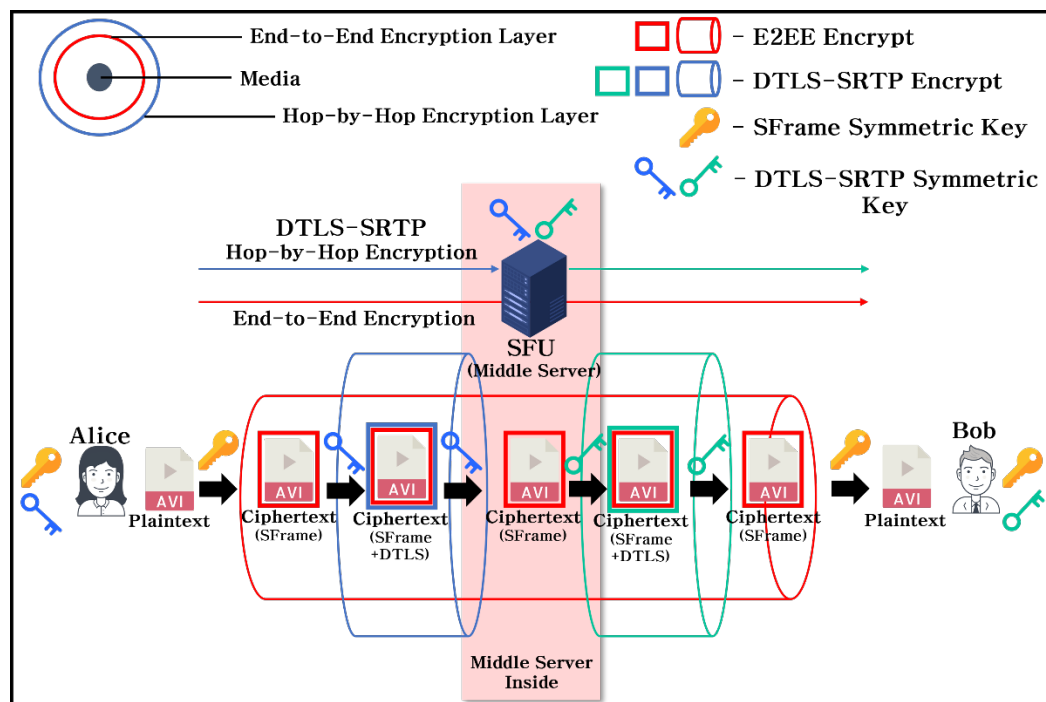 End-to-End Encryption Layer
Media
Hop-by-Hop Encryption Layer
- E2EE Encrypt
- DTLS-SRTP Encrypt
- SFrame Symmetric Key
- DTLS-SRTP Symmetric
Key
DTLS-SRTP
Hop-by-Hop Encryption
End-to-End Encryption
SFU
(Middle Server)
Alice
AVI
Plaintext
AVI
Ciphertext
(SFrame)
AVI
Ciphertext
(SFrame
+DTLS)
AVI
Ciphertext
(SFrame)
AVI
Ciphertext
(SFrame
+DTLS)
AVI
Ciphertext
(SFrame)
AVI
Plaintext
Bob
Middle Server
Inside